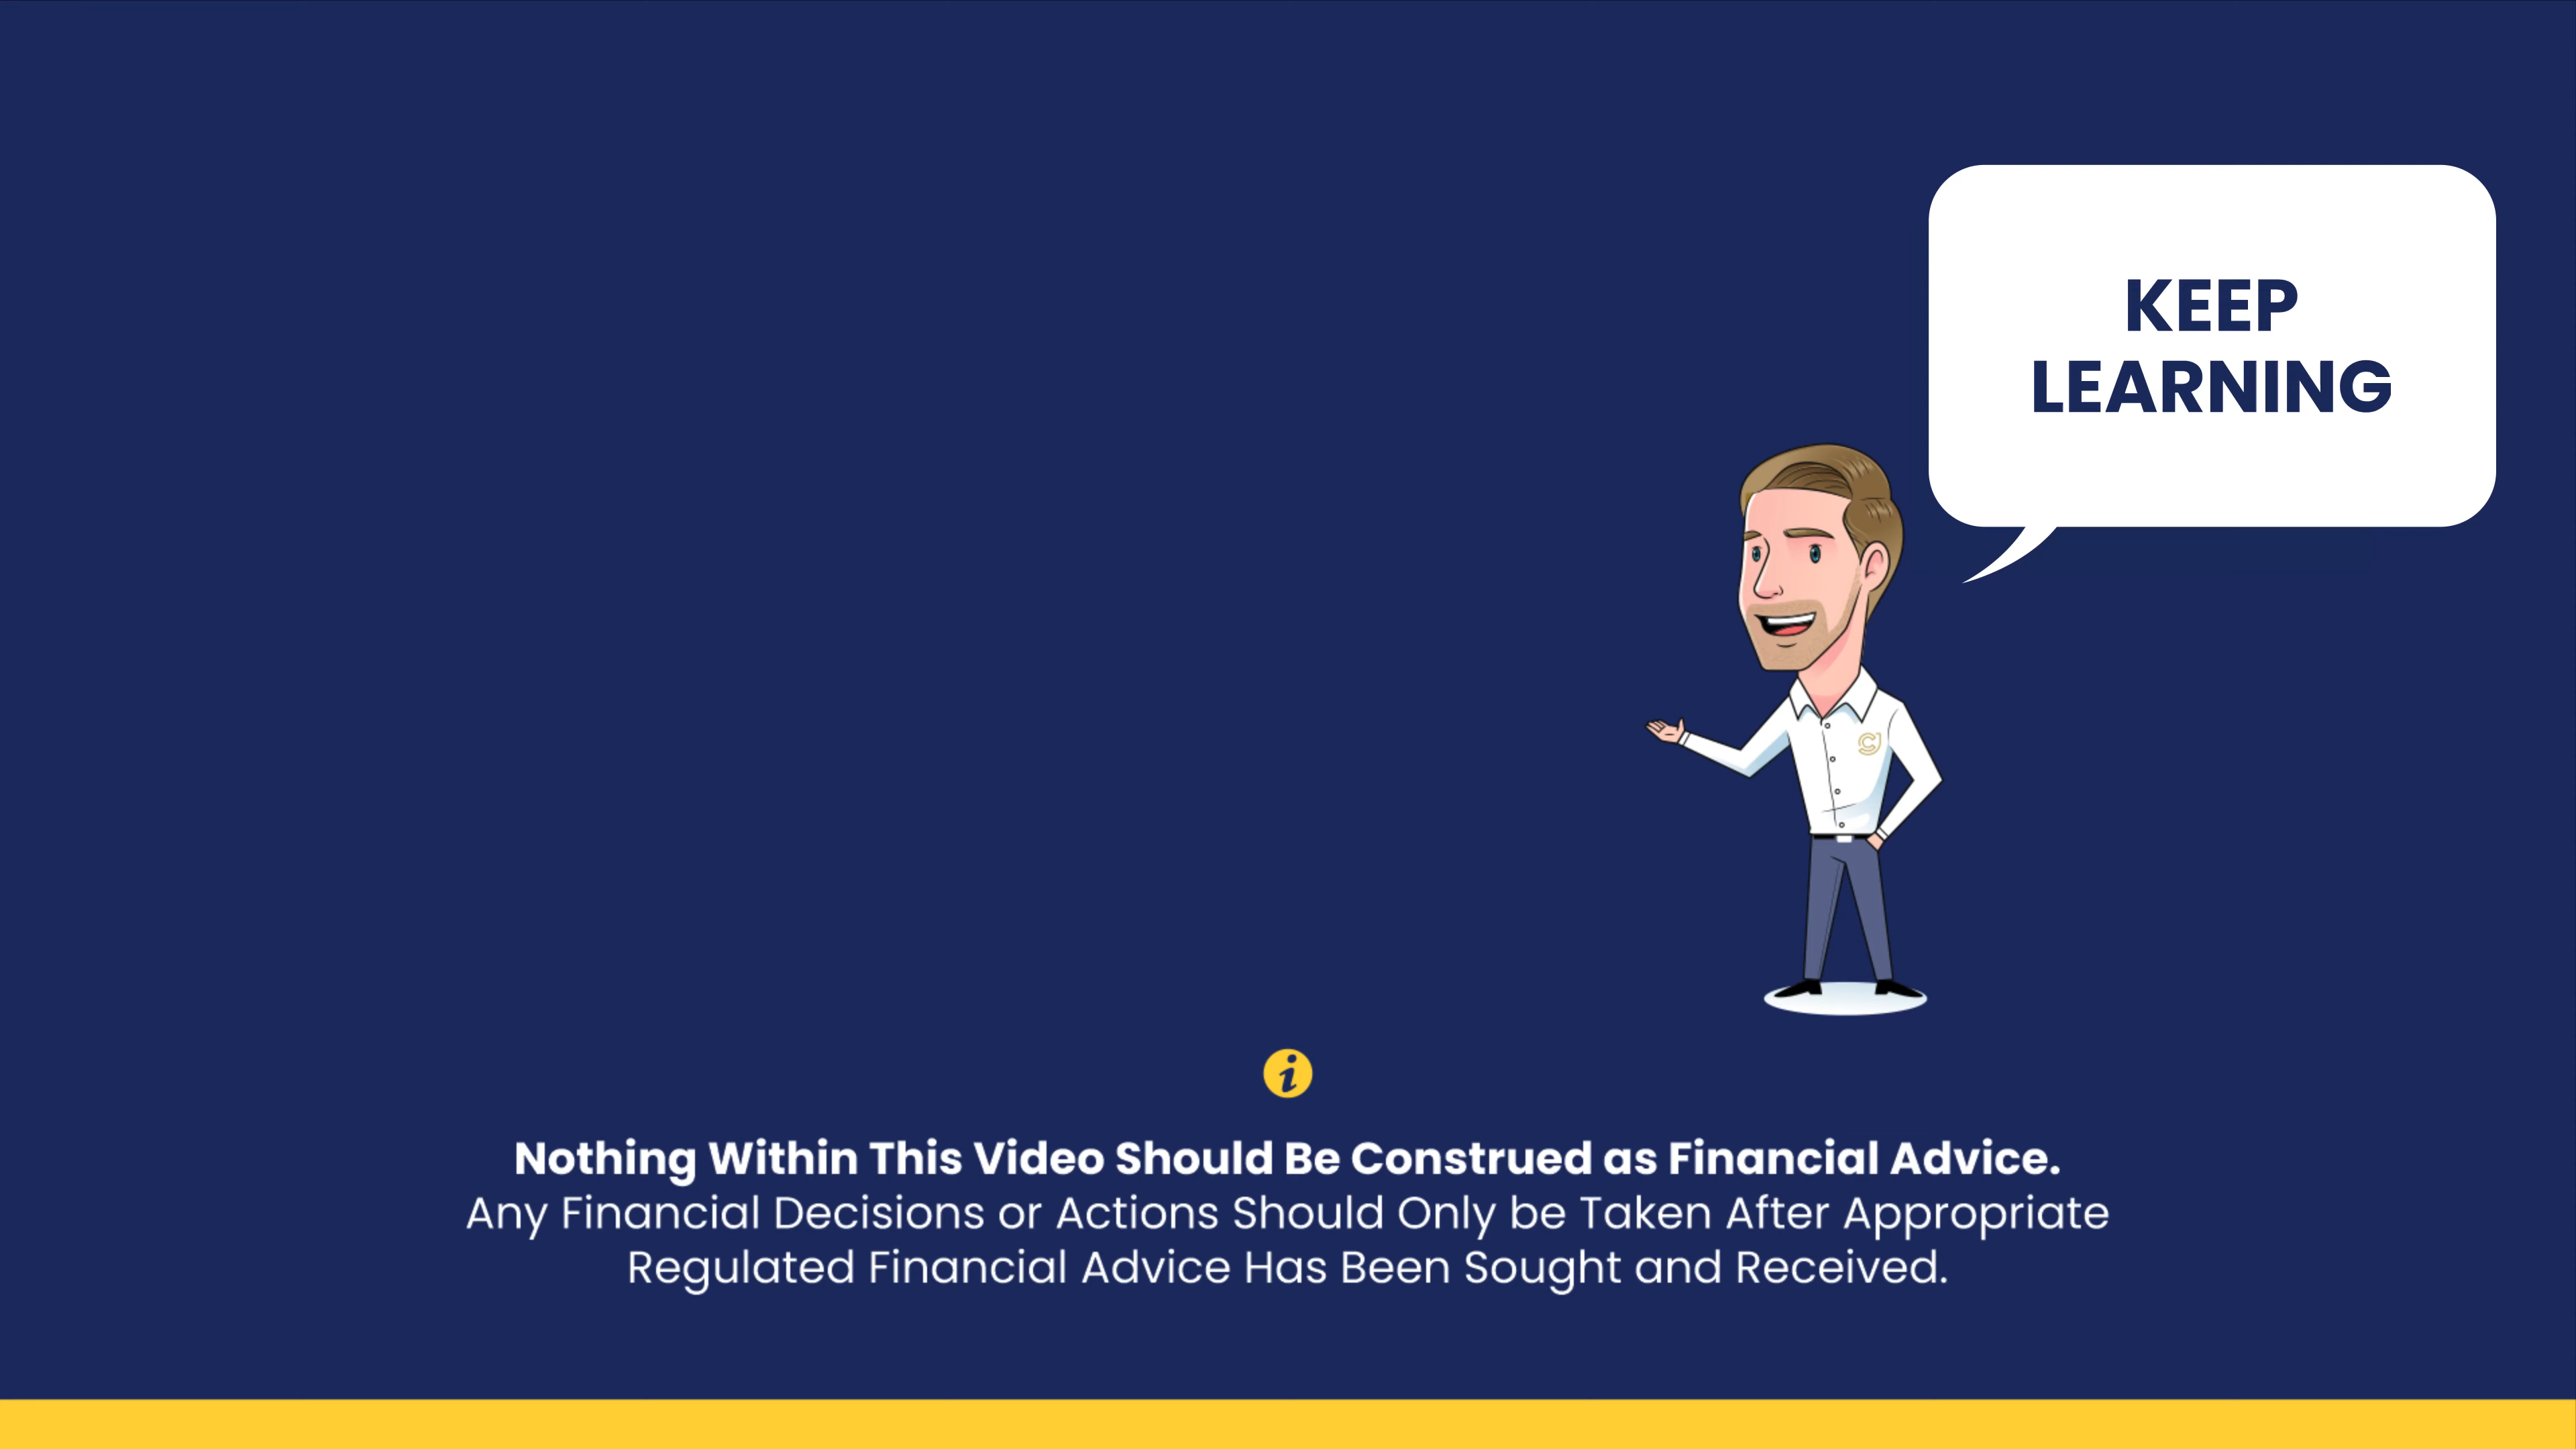 KEEP
LEARNING
Nothing Within This Video Should Be Construed as Financial Advice.
Any Financial Decisions or Actions Should Only be Taken After Appropriate
Regulated Financial Advice Has Been Sought and Received.